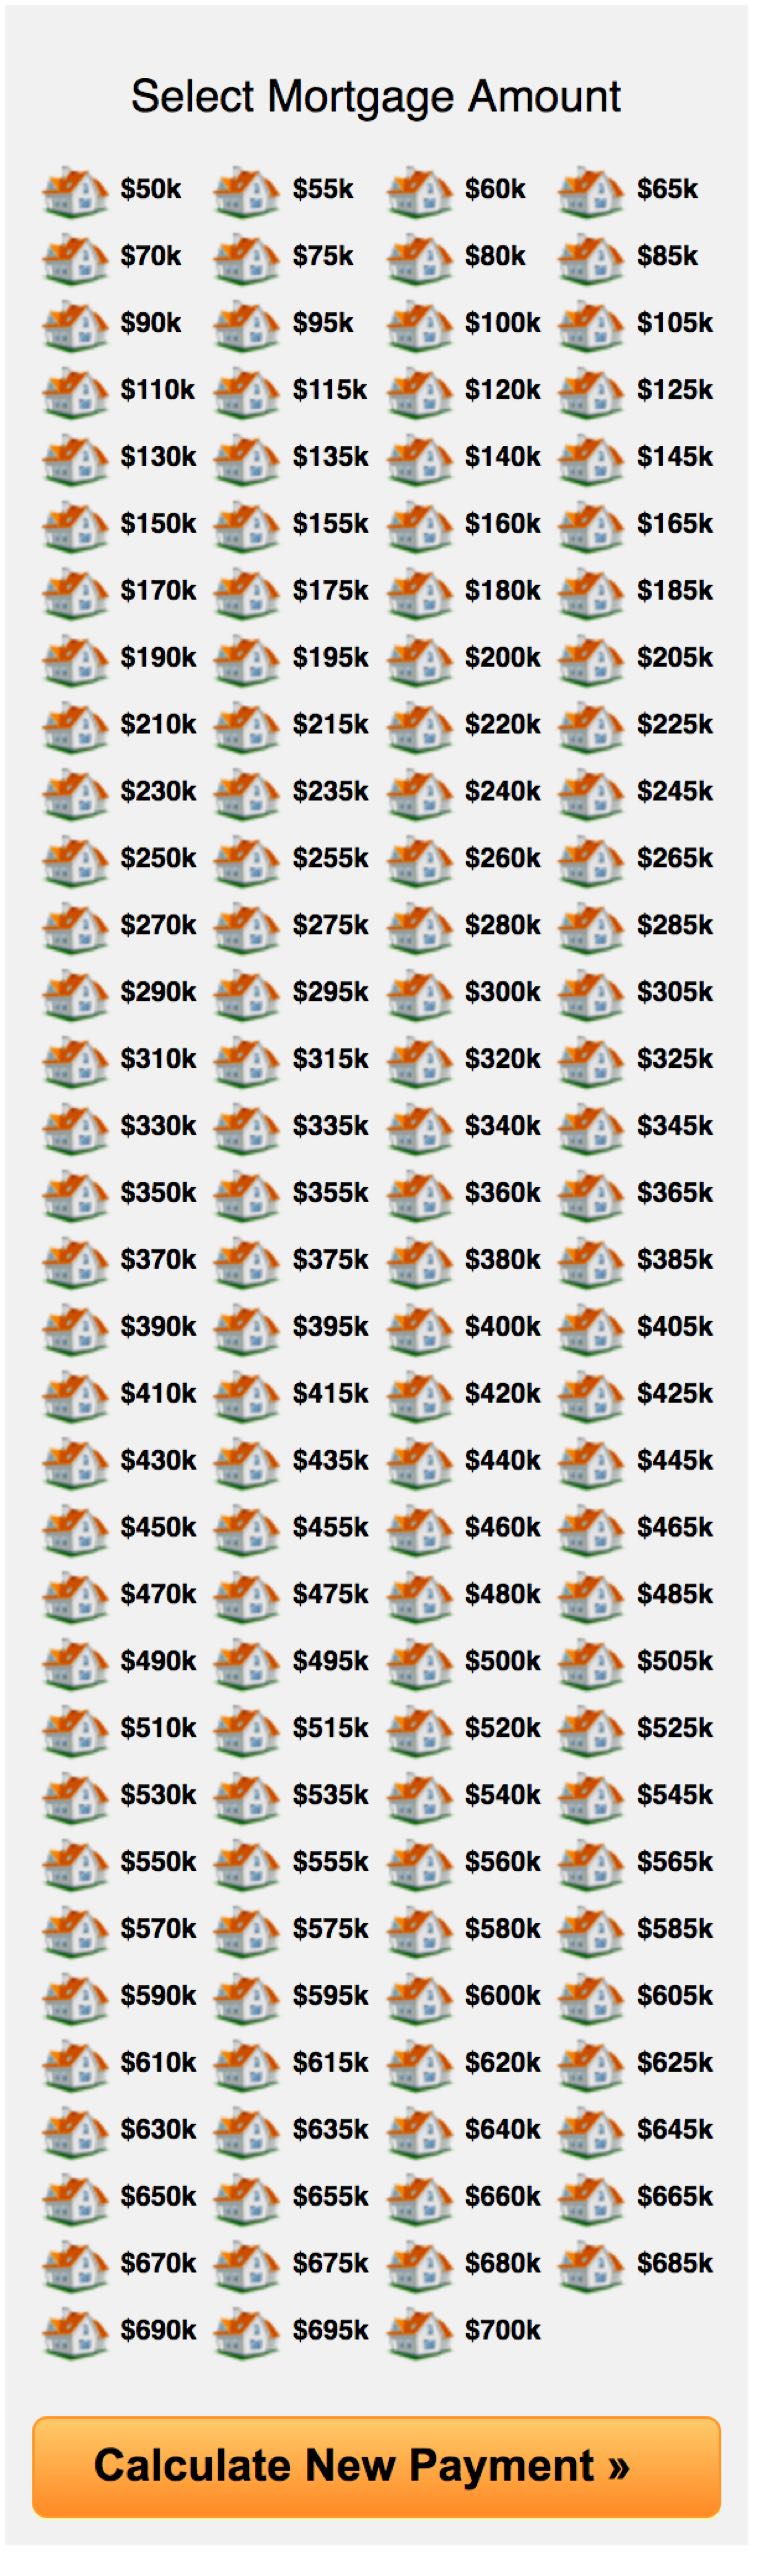 Select Mortgage Amount
$50k $55k $60k $65k
$70k $75k $80k $85k
$90k $95k $100k $105k
$110k $115k $120k $125k
$130k $135k $140k $145k
$150k $155k $160k $165k
$170k $175k $180k $185k
$190k $195k $200k $205k
$210k $215k $220k $225k
$230k $235k $240k $245k
$250k $255k $260k $265k
$270k $275k $280k $285k
$290k $295k $300k $305k
$310k $315k $320k $325k
$330k $335k $340k $345k
$350k $355k $360k $365k
$370k $375k $380k $385k
$390k $395k $400k $405k
$410k $415k $420k $425k
$430k $435k $440k $445k
$450k $455k $460k $465k
$470k $475k $480k $485k
$490k $495k $500k $505k
$510k $515k $520k $525k
$530k $535k $540k $545k
$550k $555k $560k $565k
$570k $575k $580k $585k
$590k $595k $600k $605k
$610k $615k $620k $625k
$630k $635k $640k $645k
$650k $655k $660k $665k
$670k $675k $680k $685k
$690k $695k $700k
Calculate New Payment »